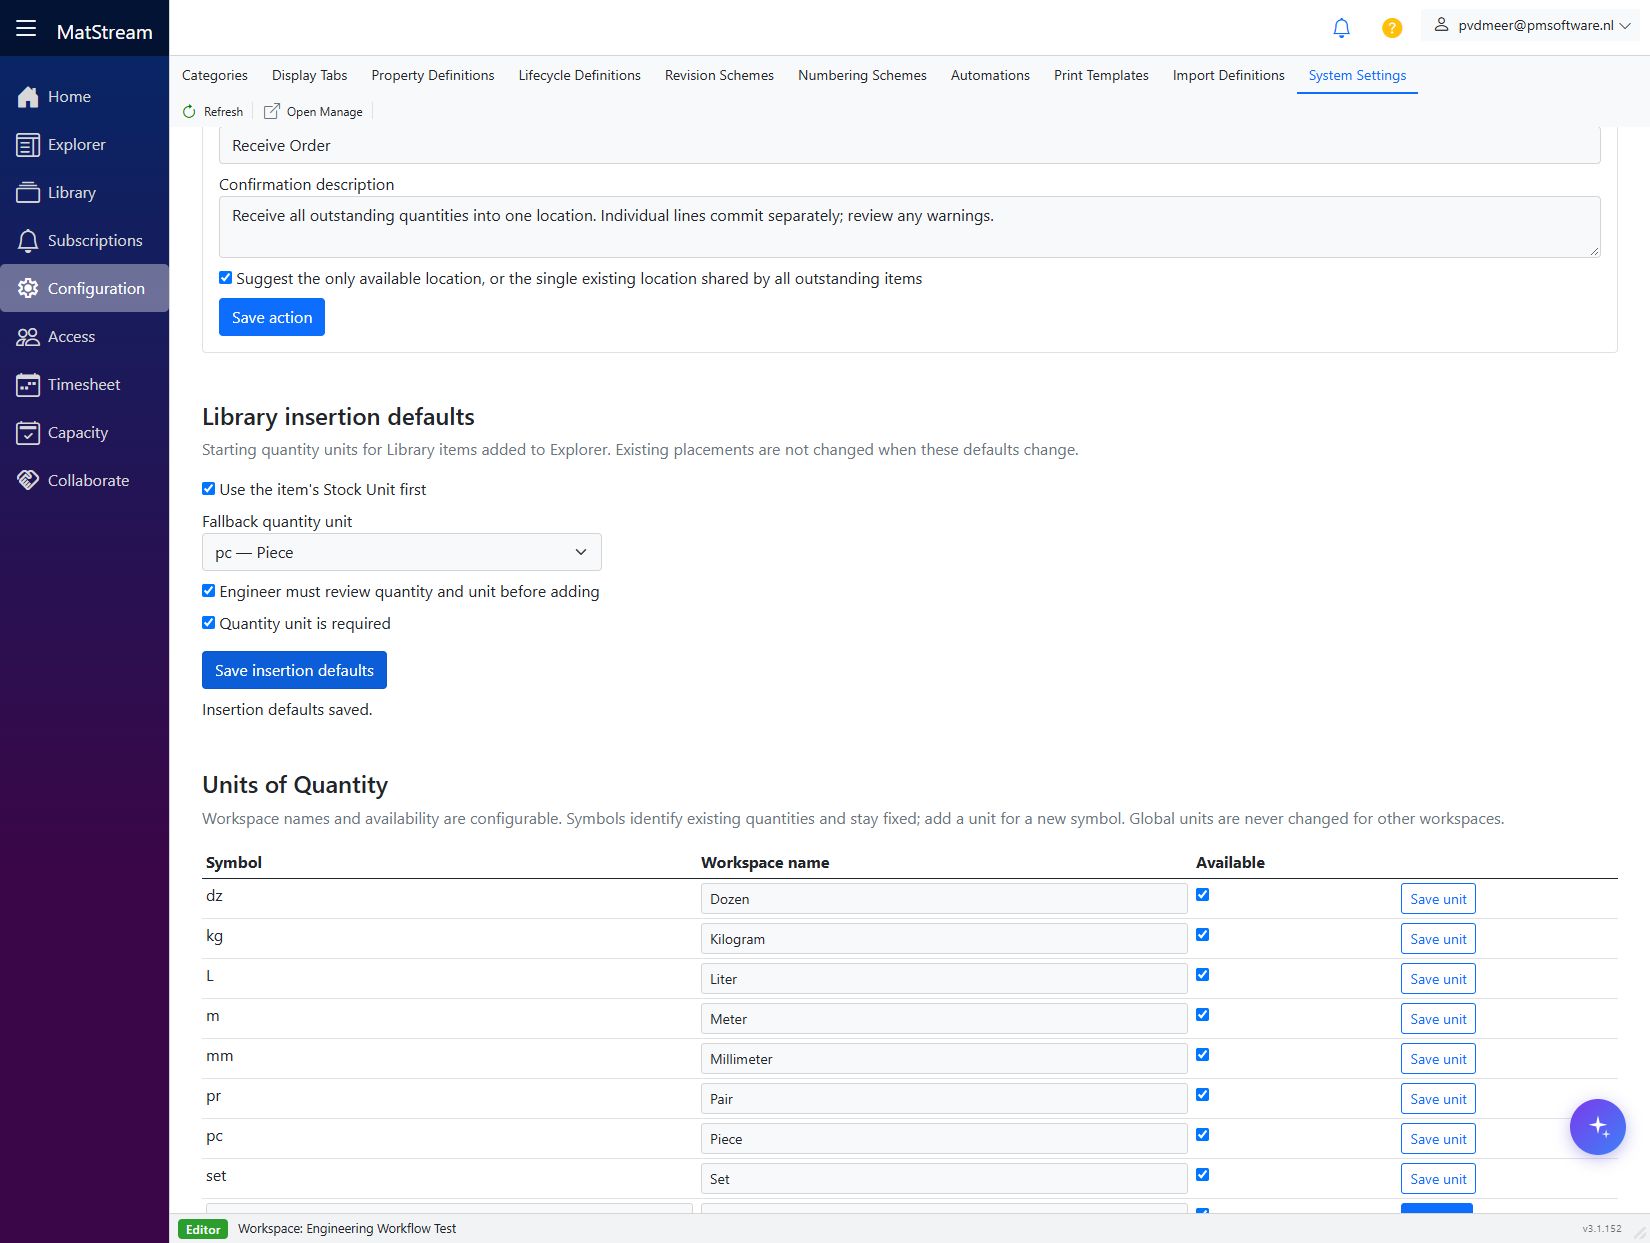 MatStream
pvdmeer@pmsoftware.nl
Home
Explorer
Library
Subscriptions
Configuration
Access
Timesheet
Capacity
Collaborate
Categories Display Tabs Property Definitions Lifecycle Definitions Revision Schemes Numbering Schemes Automations Print Templates Import Definitions System Settings
Refresh Open Manage
Receive Order
Confirmation description
Receive all outstanding quantities into one location. Individual lines commit separately; review any warnings.
Suggest the only available location, or the single existing location shared by all outstanding items
Save action
Library insertion defaults
Starting quantity units for Library items added to Explorer. Existing placements are not changed when these defaults change.
Use the item's Stock Unit first
Fallback quantity unit
pc — Piece
Engineer must review quantity and unit before adding
Quantity unit is required
Save insertion defaults
Insertion defaults saved.
Units of Quantity
Workspace names and availability are configurable. Symbols identify existing quantities and stay fixed; add a unit for a new symbol. Global units are never changed for other workspaces.
Symbol Workspace name Available
dz Dozen Save unit
kg Kilogram Save unit
L Liter Save unit
m Meter Save unit
mm Millimeter Save unit
pr Pair Save unit
pc Piece Save unit
set Set Save unit
Editor Workspace: Engineering Workflow Test v3.1.152